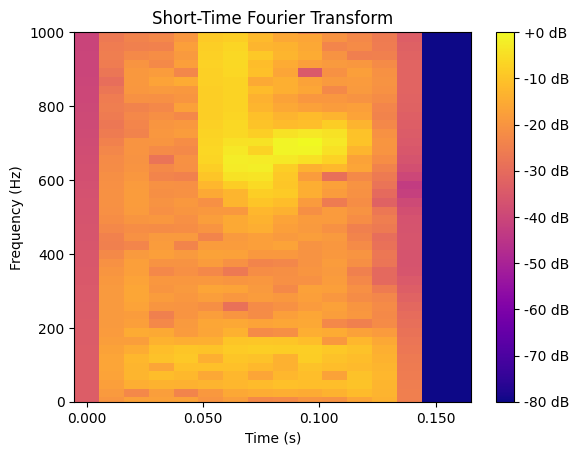 Short-Time Fourier Transform
1000
800
600
400
200
0
Frequency (Hz)
0.000
0.050
0.100
0.150
Time (s)
+0 dB
-10 dB
-20 dB
-30 dB
-40 dB
-50 dB
-60 dB
-70 dB
-80 dB